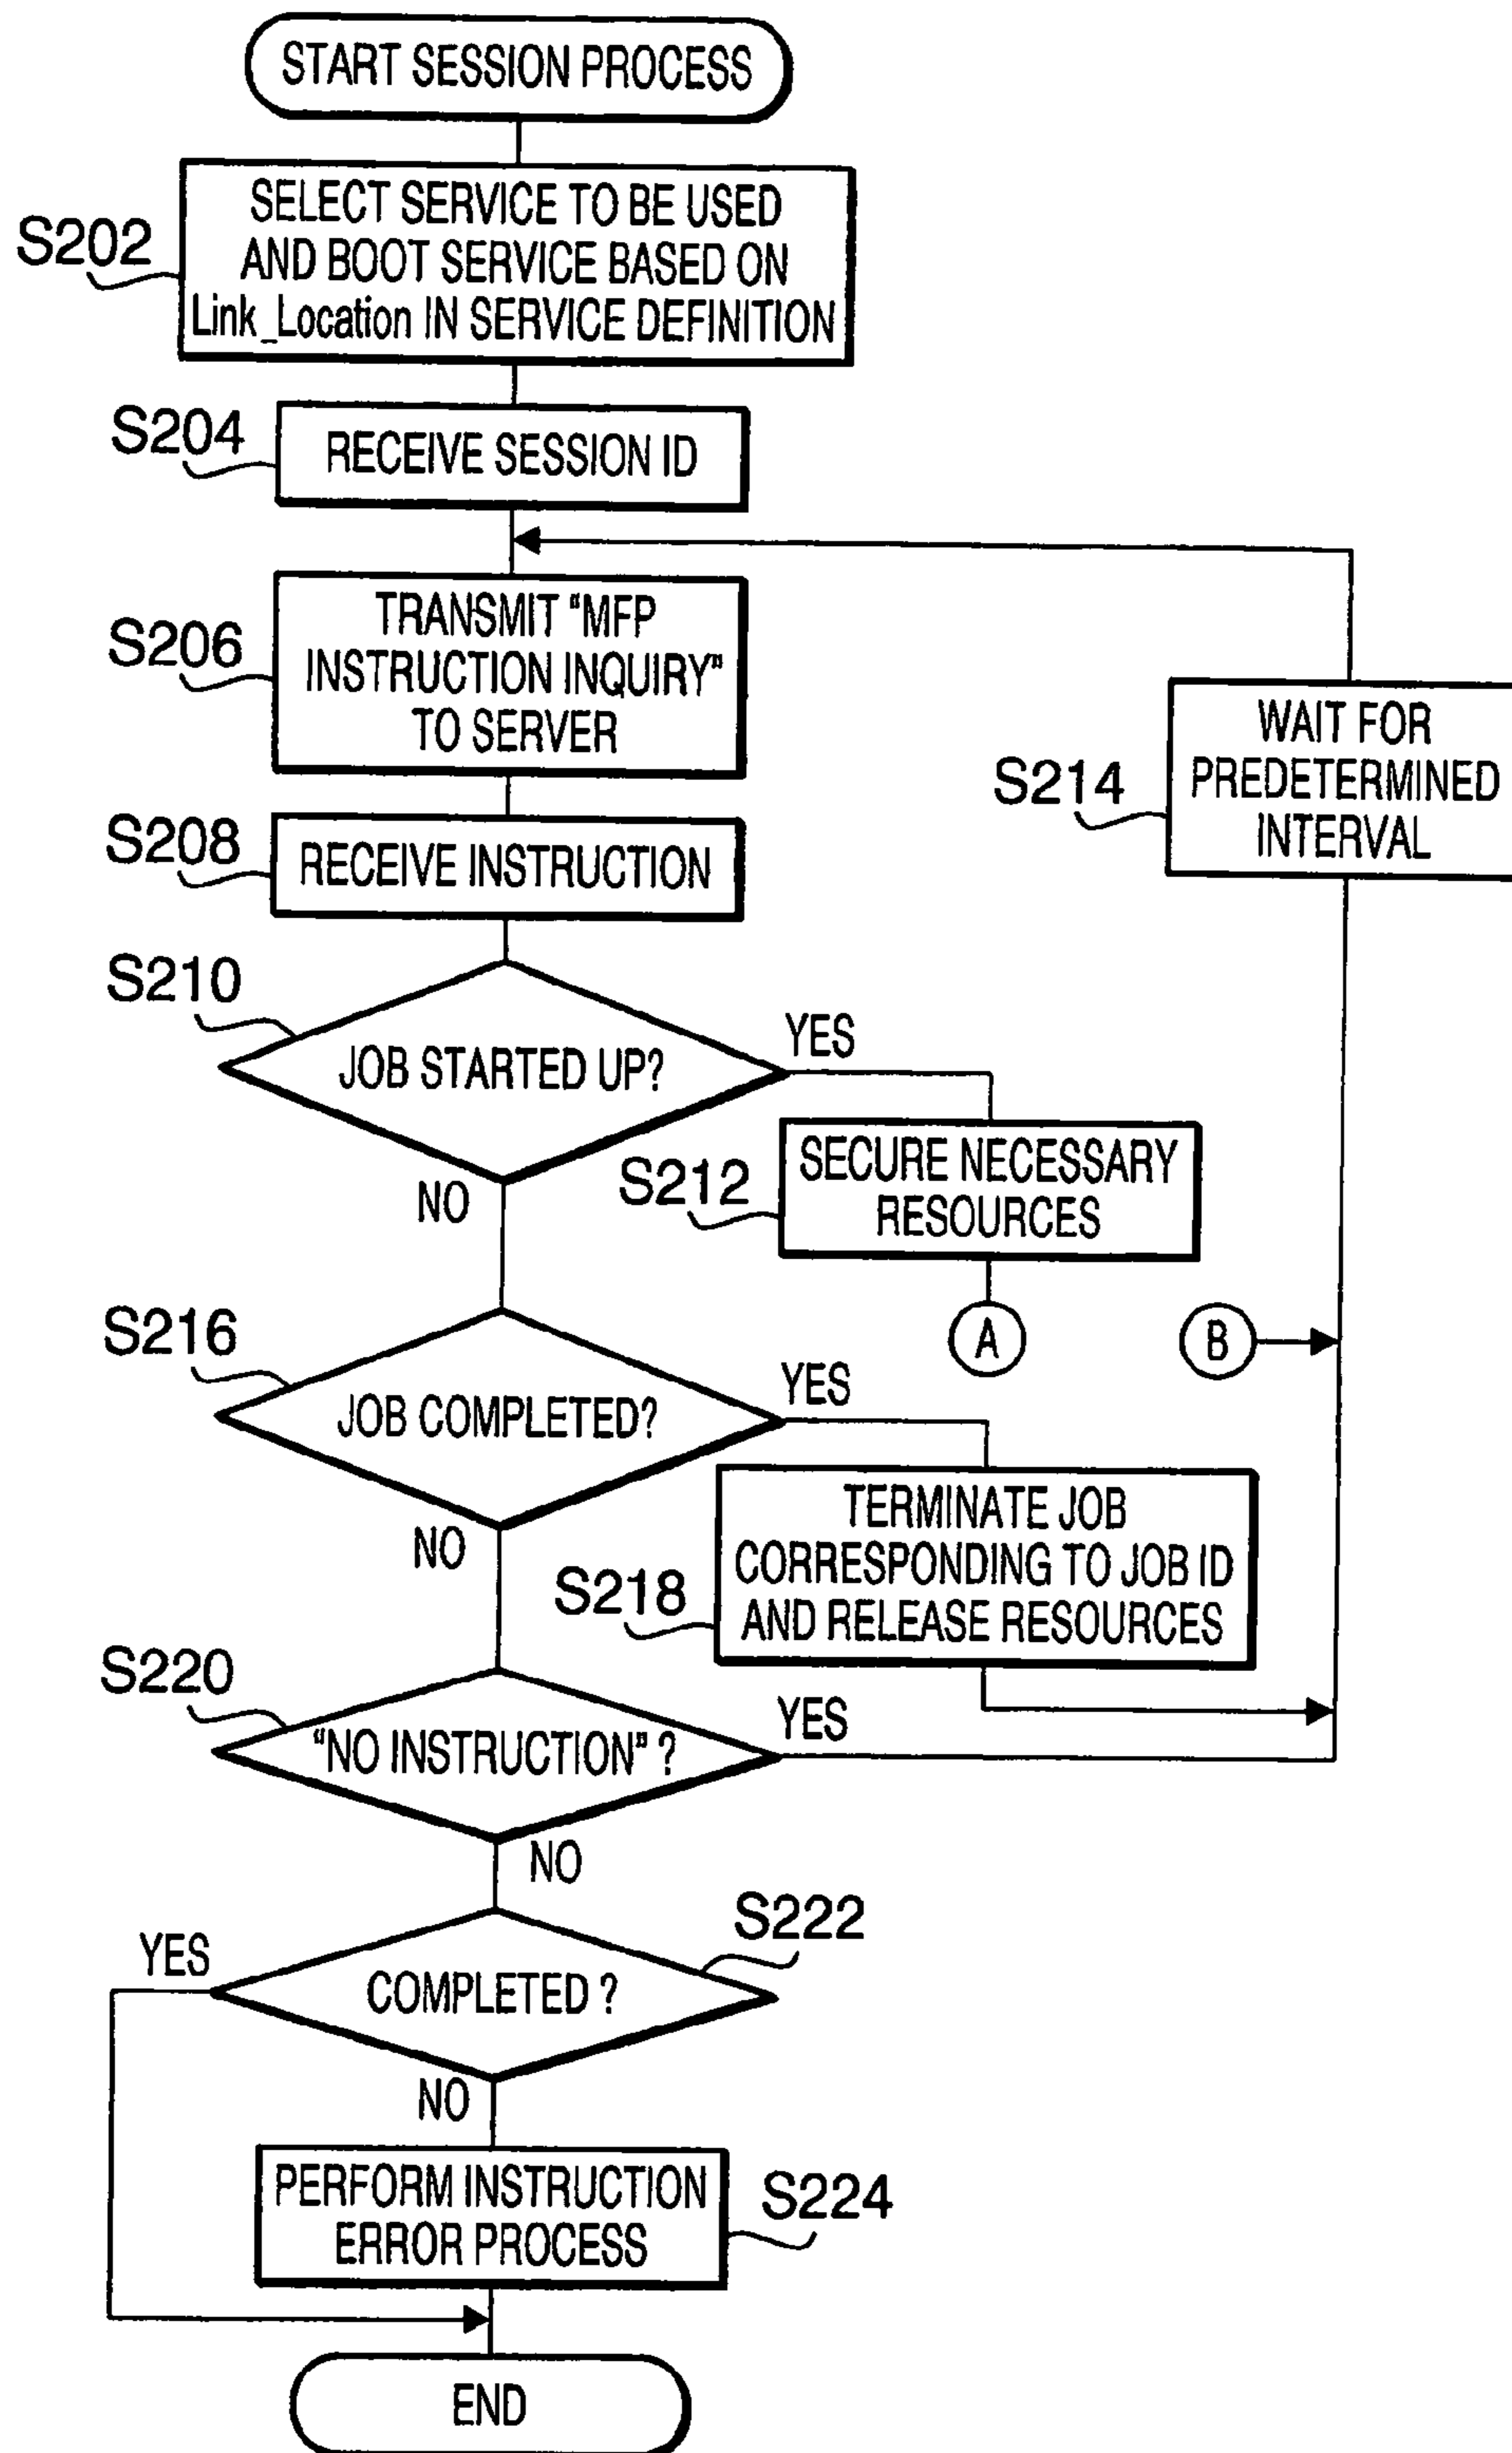 START SESSION PROCESS
S202
SELECT SERVICE TO BE USED
AND BOOT SERVICE BASED ON
Link_Location IN SERVICE DEFINITION
S204
RECEIVE SESSION ID
S206
TRANSMIT "MFP
INSTRUCTION INQUIRY"
TO SERVER
S214
WAIT FOR
PREDETERMINED
INTERVAL
S208
RECEIVE INSTRUCTION
S210
JOB STARTED UP?
YES
NO
S212
SECURE NECESSARY
RESOURCES
A
B
S216
JOB COMPLETED?
YES
NO
S218
TERMINATE JOB
CORRESPONDING TO JOB ID
AND RELEASE RESOURCES
S220
"NO INSTRUCTION" ?
YES
NO
S222
COMPLETED ?
YES
NO
PERFORM INSTRUCTION
ERROR PROCESS
S224
END